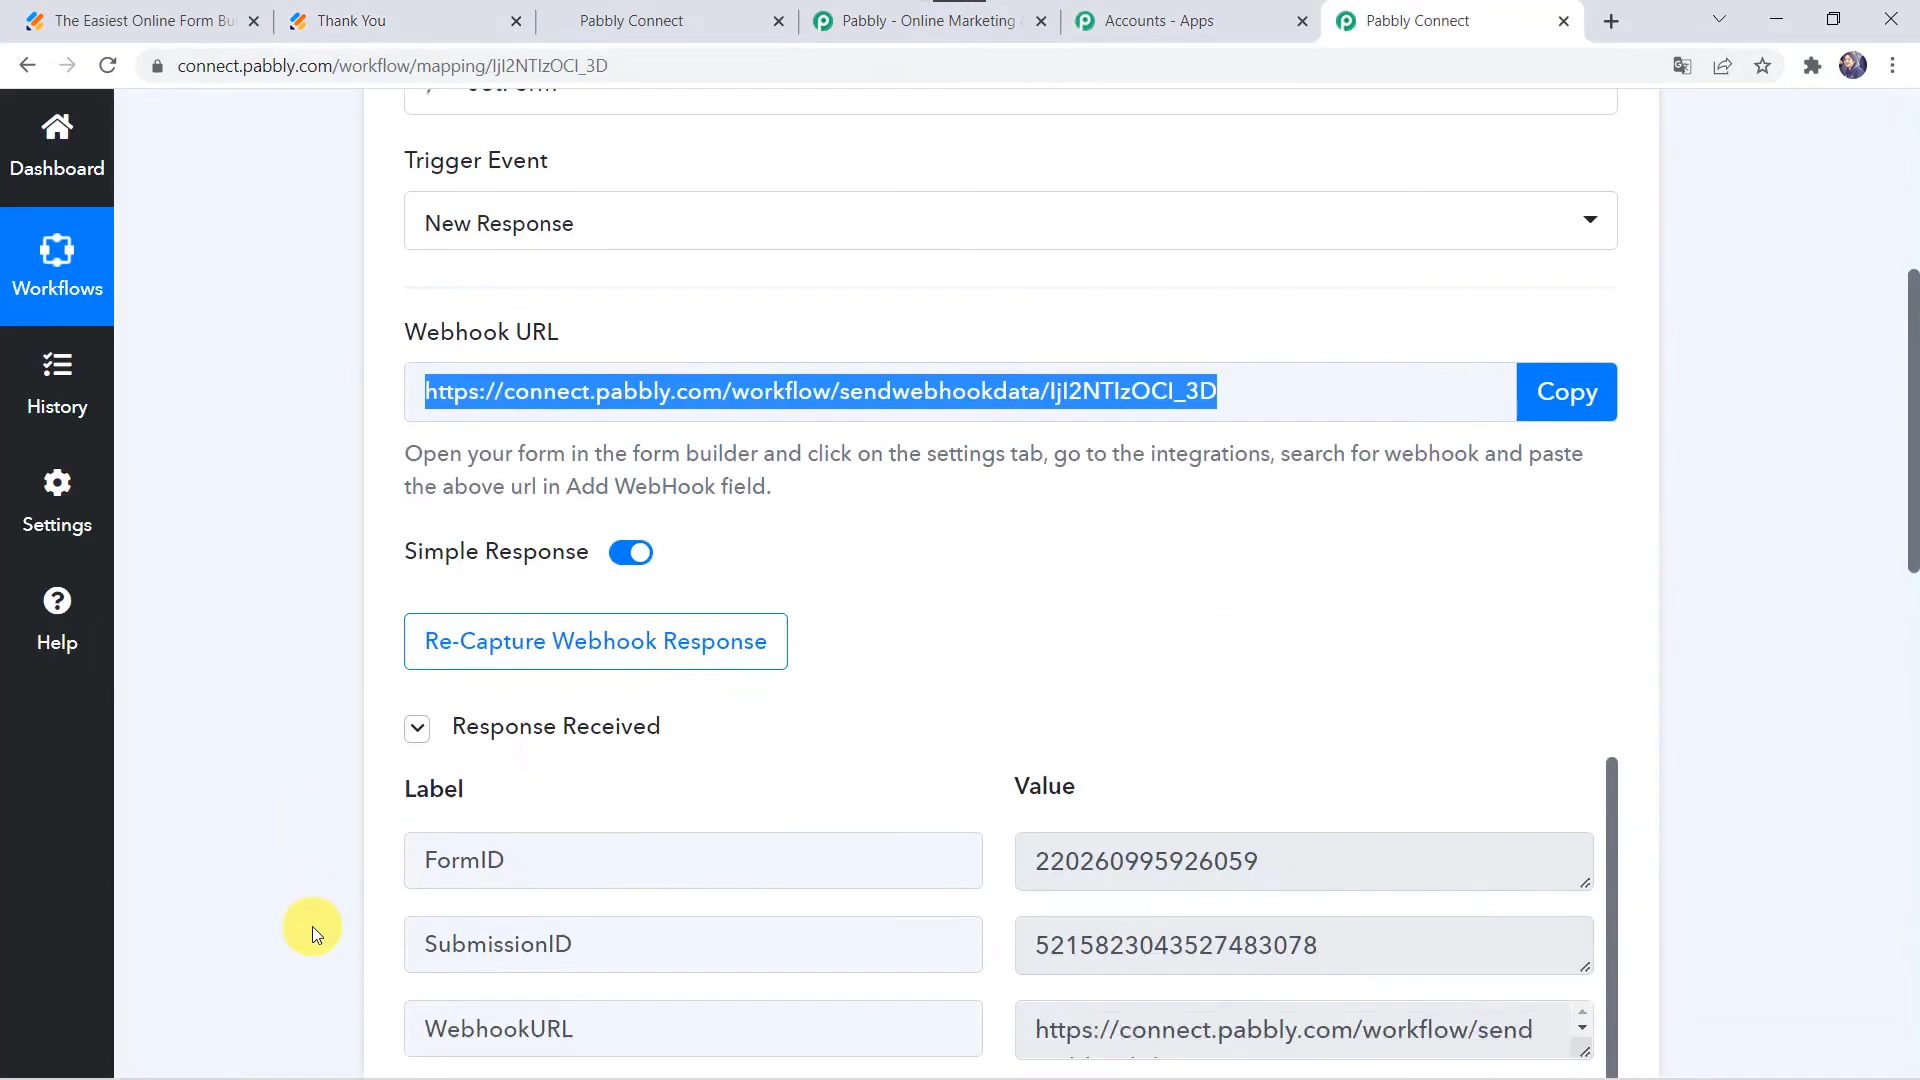 The Easiest Online Form Bu
Thank You
Pabbly Connect
Pabbly - Online Marketing
Accounts - Apps
Pabbly Connect
connect.pabbly.com/workflow/mapping/IjI2NTIzOCI_3D
Dashboard
Workflows
History
Settings
Help
Trigger Event
New Response
Webhook URL
https://connect.pabbly.com/workflow/sendwebhookdata/IjI2NTIzOCI_3D
Copy
Open your form in the form builder and click on the settings tab, go to the integrations, search for webhook and paste
the above url in Add WebHook field.
Simple Response
Re-Capture Webhook Response
Response Received
Label
Value
FormID
220260995926059
SubmissionID
5215823043527483078
WebhookURL
https://connect.pabbly.com/workflow/send